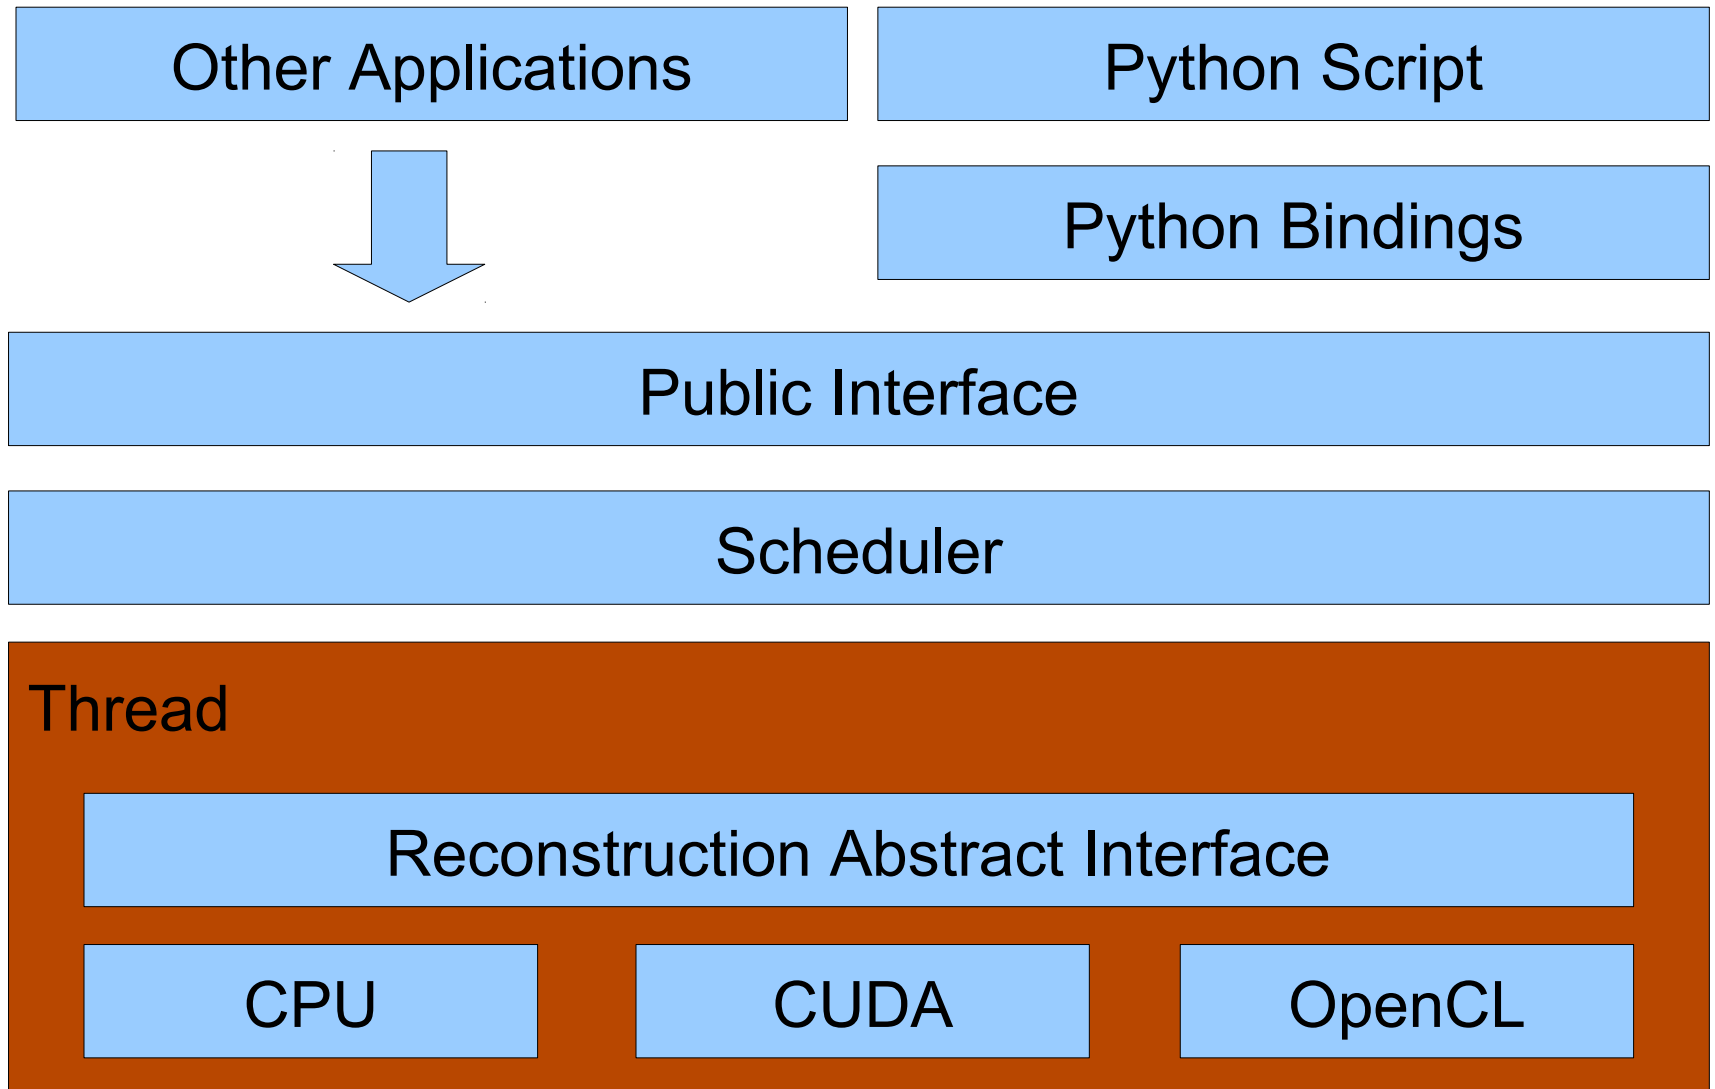 Other Applications
Python Script
Python Bindings
Public Interface
Scheduler
Thread
Reconstruction Abstract Interface
CPU
CUDA
OpenCL